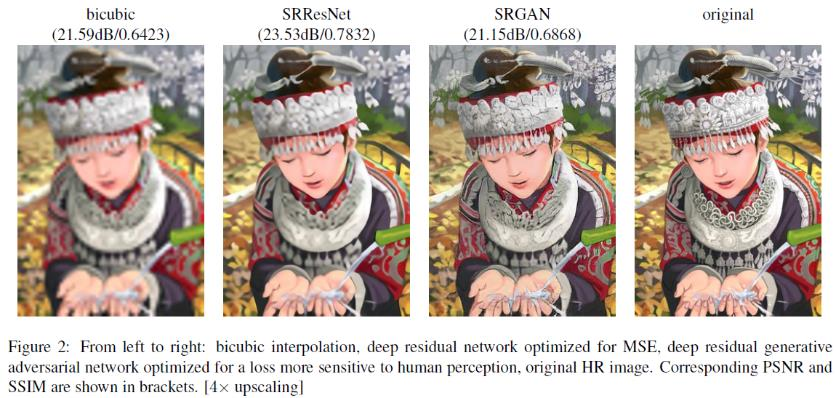 bicubic
(21.59dB/0.6423)
SRResNet
(23.53dB/0.7832)
SRGAN
(21.15dB/0.6868)
original
Figure 2: From left to right: bicubic interpolation, deep residual network optimized for MSE, deep residual generative
adversarial network optimized for a loss more sensitive to human perception, original HR image. Corresponding PSNR and
SSIM are shown in brackets. [4× upscaling]